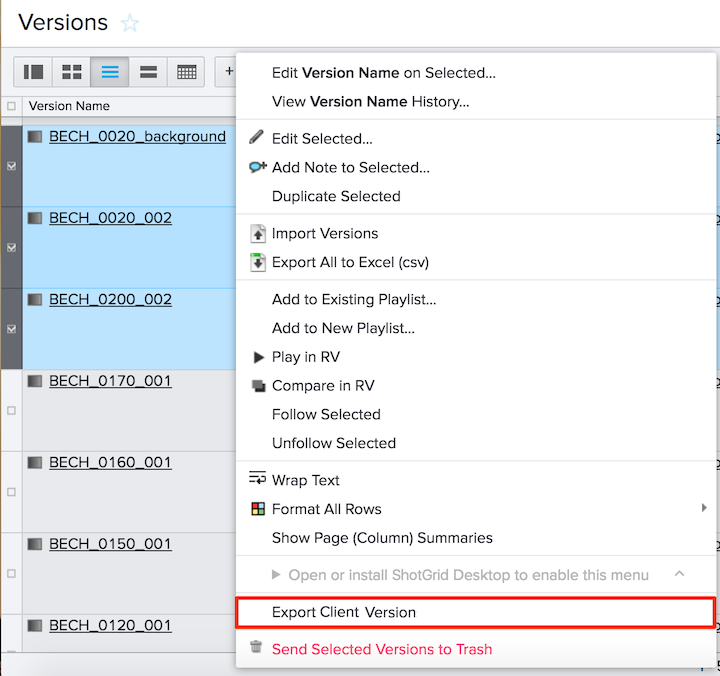 Versions
+
Version Name
BECH_0020_background
BECH_0020_002
BECH_0200_002
BECH_0170_001
BECH_0160_001
BECH_0150_001
BECH_0120_001
Edit Version Name on Selected...
View Version Name History...
Edit Selected...
Add Note to Selected...
Duplicate Selected
Import Versions
Export All to Excel (csv)
Add to Existing Playlist...
Add to New Playlist...
Play in RV
Compare in RV
Follow Selected
Unfollow Selected
Wrap Text
Format All Rows
Show Page (Column) Summaries
Open or install ShotGrid Desktop to enable this menu
Export Client Version
Send Selected Versions to Trash